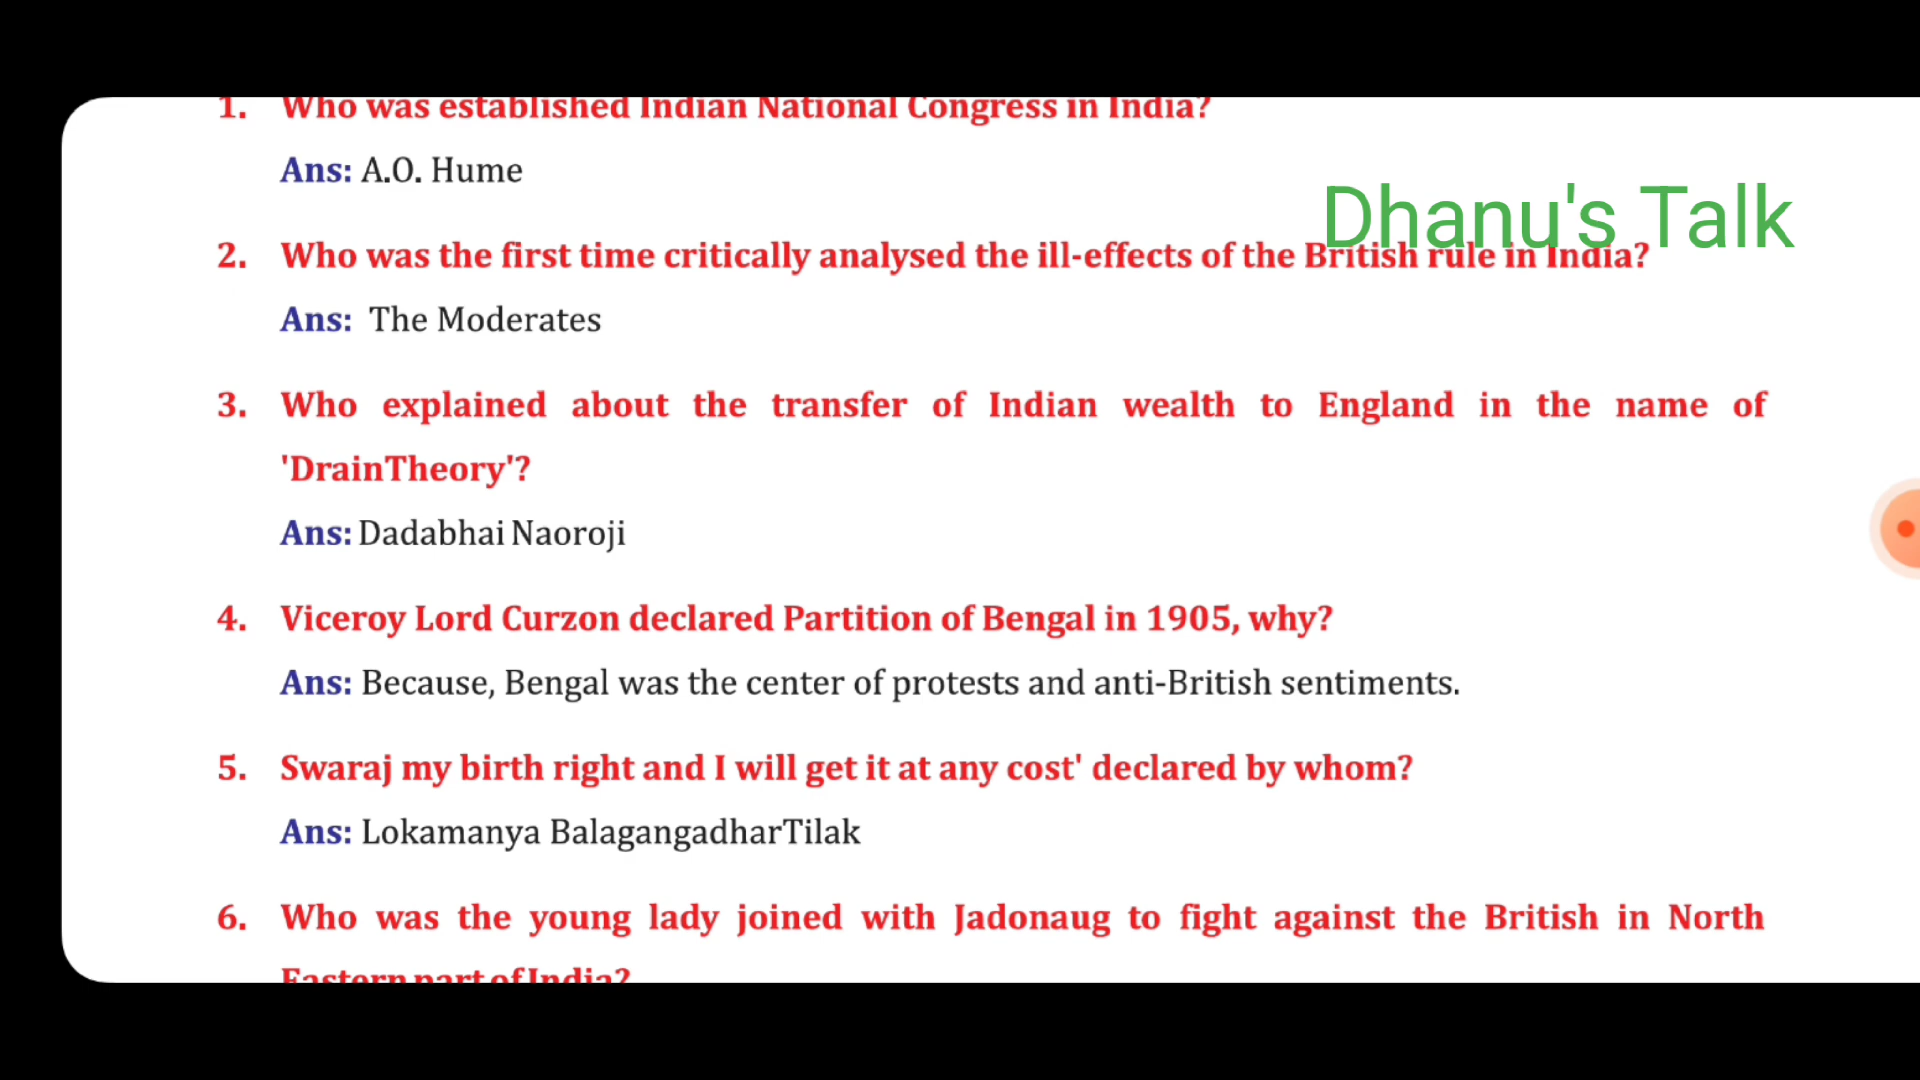 1. Who was established Indian National Congress in India?
Ans: A.O. Hume
Dhanu's Talk
2. Who was the first time critically analysed the ill-effects of the British rule in India?
Ans: The Moderates
3. Who explained about the transfer of Indian wealth to England in the name of
'DrainTheory'?
Ans: Dadabhai Naoroji
4. Viceroy Lord Curzon declared Partition of Bengal in 1905, why?
Ans: Because, Bengal was the center of protests and anti-British sentiments.
5. Swaraj my birth right and I will get it at any cost' declared by whom?
Ans: Lokamanya BalagangadharTilak
6. Who was the young lady joined with Jadonaug to fight against the British in North
Eastern part of India?